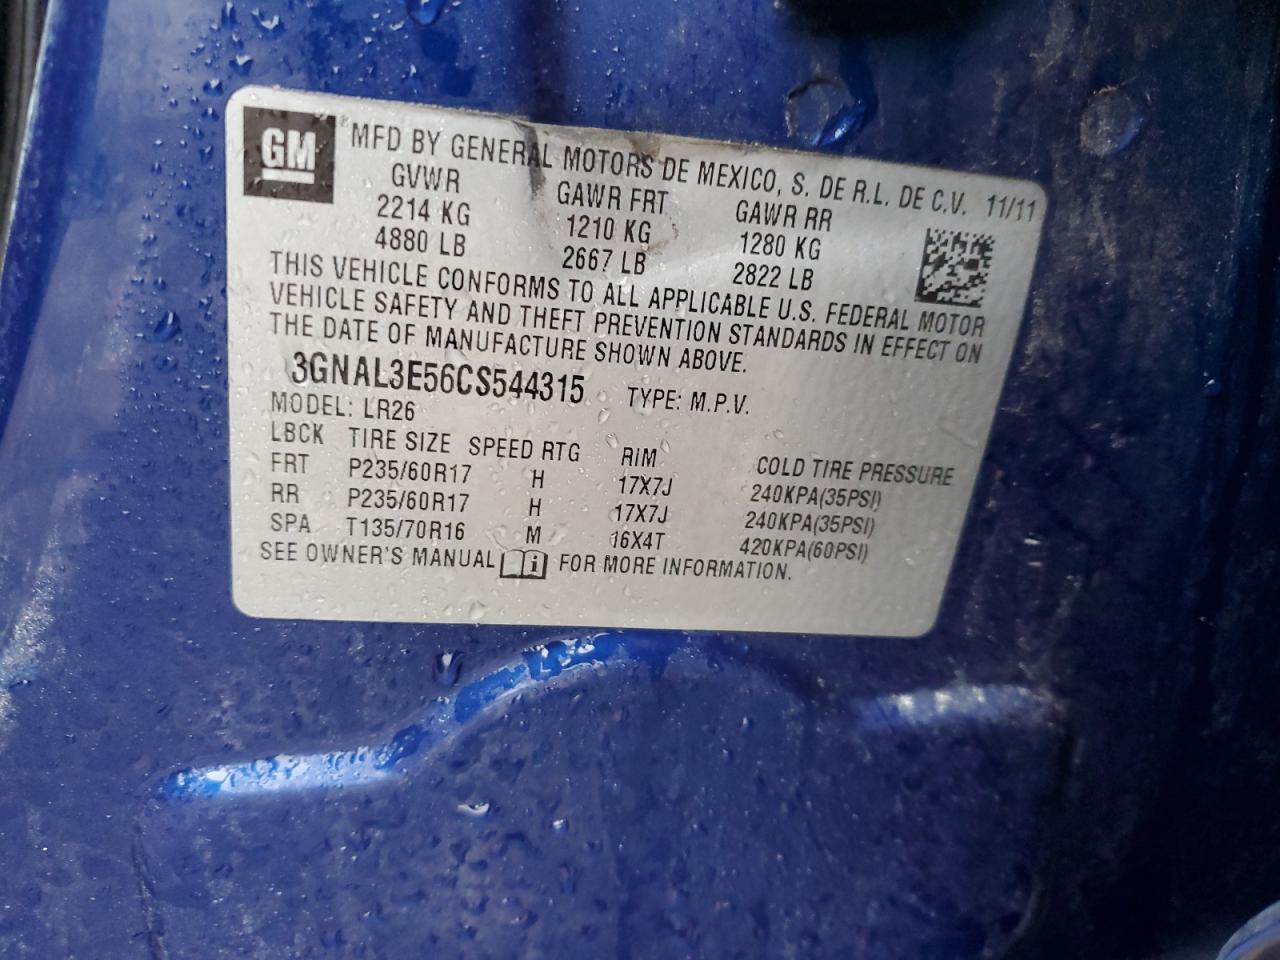 GM® MFD BY GENERAL MOTORS DE MEXICO, S. DE R.L. DE C.V. 11/11
GVWR GAWR FRT GAWR RR
2214 KG 1210 KG 1280 KG
4880 LB 2667 LB 2822 LB
THIS VEHICLE CONFORMS TO ALL APPLICABLE U.S. FEDERAL MOTOR
VEHICLE SAFETY AND THEFT PREVENTION STANDARDS IN EFFECT ON
THE DATE OF MANUFACTURE SHOWN ABOVE.
3GNAL3E56CS544315 TYPE: M.P.V.
MODEL: LR26
LBCK TIRE SIZE SPEED RTG RIM COLD TIRE PRESSURE
FRT P235/60R17 H 17X7J 240KPA(35PSI)
RR P235/60R17 H 17X7J 240KPA(35PSI)
SPA T135/70R16 M 16X4T 420KPA(60PSI)
SEE OWNER'S MANUAL i FOR MORE INFORMATION.